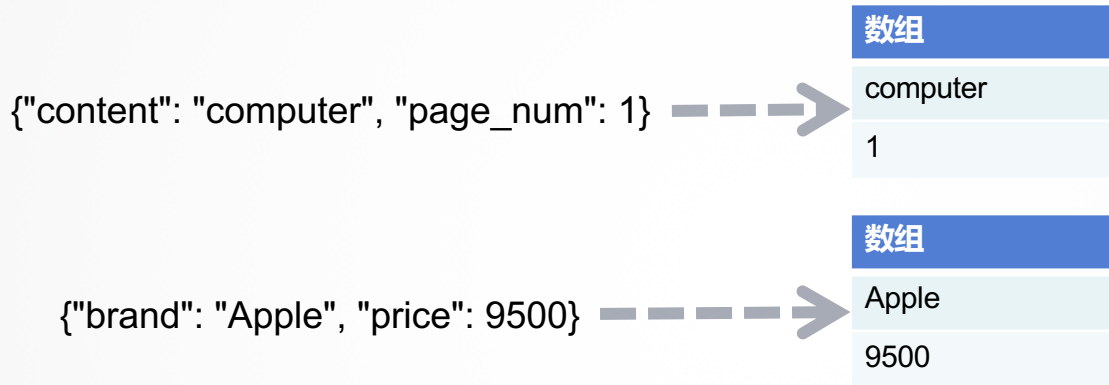 数组
{"content": "computer", "page_num": 1}
computer
1
数组
{"brand": "Apple", "price": 9500}
Apple
9500